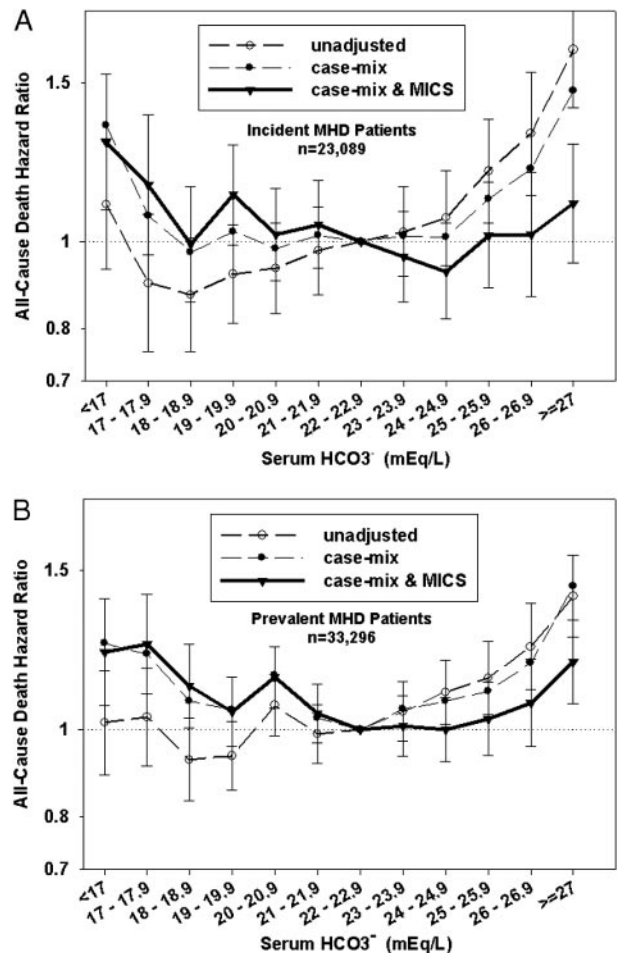 A
unadjusted
case-mix
case-mix & MICS
Incident MHD Patients
n=23,089
All-Cause Death Hazard Ratio
1.5
1
0.8
0.7
<17
17 - 17.9
18 - 18.9
19 - 19.9
20 - 20.9
21 - 21.9
22 - 22.9
23 - 23.9
24 - 24.9
25 - 25.9
26 - 26.9
>=27
Serum HCO3⁻ (mEq/L)
B
unadjusted
case-mix
case-mix & MICS
Prevalent MHD Patients
n=33,296
All-Cause Death Hazard Ratio
1.5
1
0.8
0.7
<17
17 - 17.9
18 - 18.9
19 - 19.9
20 - 20.9
21 - 21.9
22 - 22.9
23 - 23.9
24 - 24.9
25 - 25.9
26 - 26.9
>=27
Serum HCO3⁻ (mEq/L)